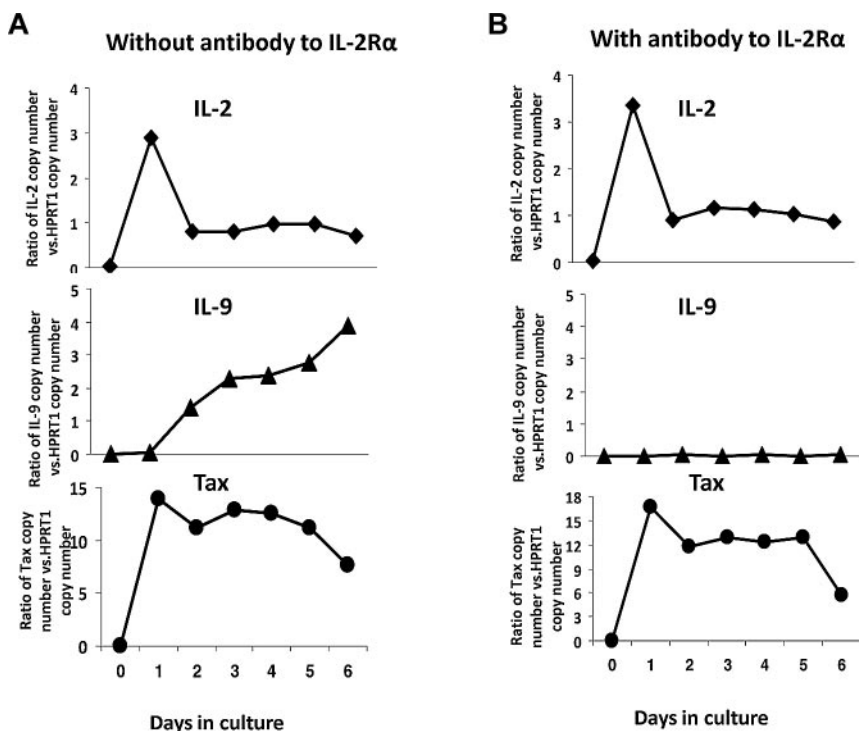 A
Without antibody to IL-2Rα
IL-2
Ratio of IL-2 copy number
vs.HPRT1 copy number
4
3
2
1
0
IL-9
Ratio of IL-9 copy number
vs.HPRT1 copy number
5
4
3
2
1
0
Tax
Ratio of Tax copy
number vs.HPRT1
copy number
15
10
5
0
0 1 2 3 4 5 6
Days in culture
B
With antibody to IL-2Rα
IL-2
Ratio of IL-2 copy number
vs.HPRT1 copy number
4
3
2
1
0
IL-9
Ratio of IL-9 copy number
vs.HPRT1 copy number
5
4
3
2
1
0
Tax
Ratio of Tax copy
number vs.HPRT1
copy number
18
15
12
9
6
3
0
0 1 2 3 4 5 6
Days in culture